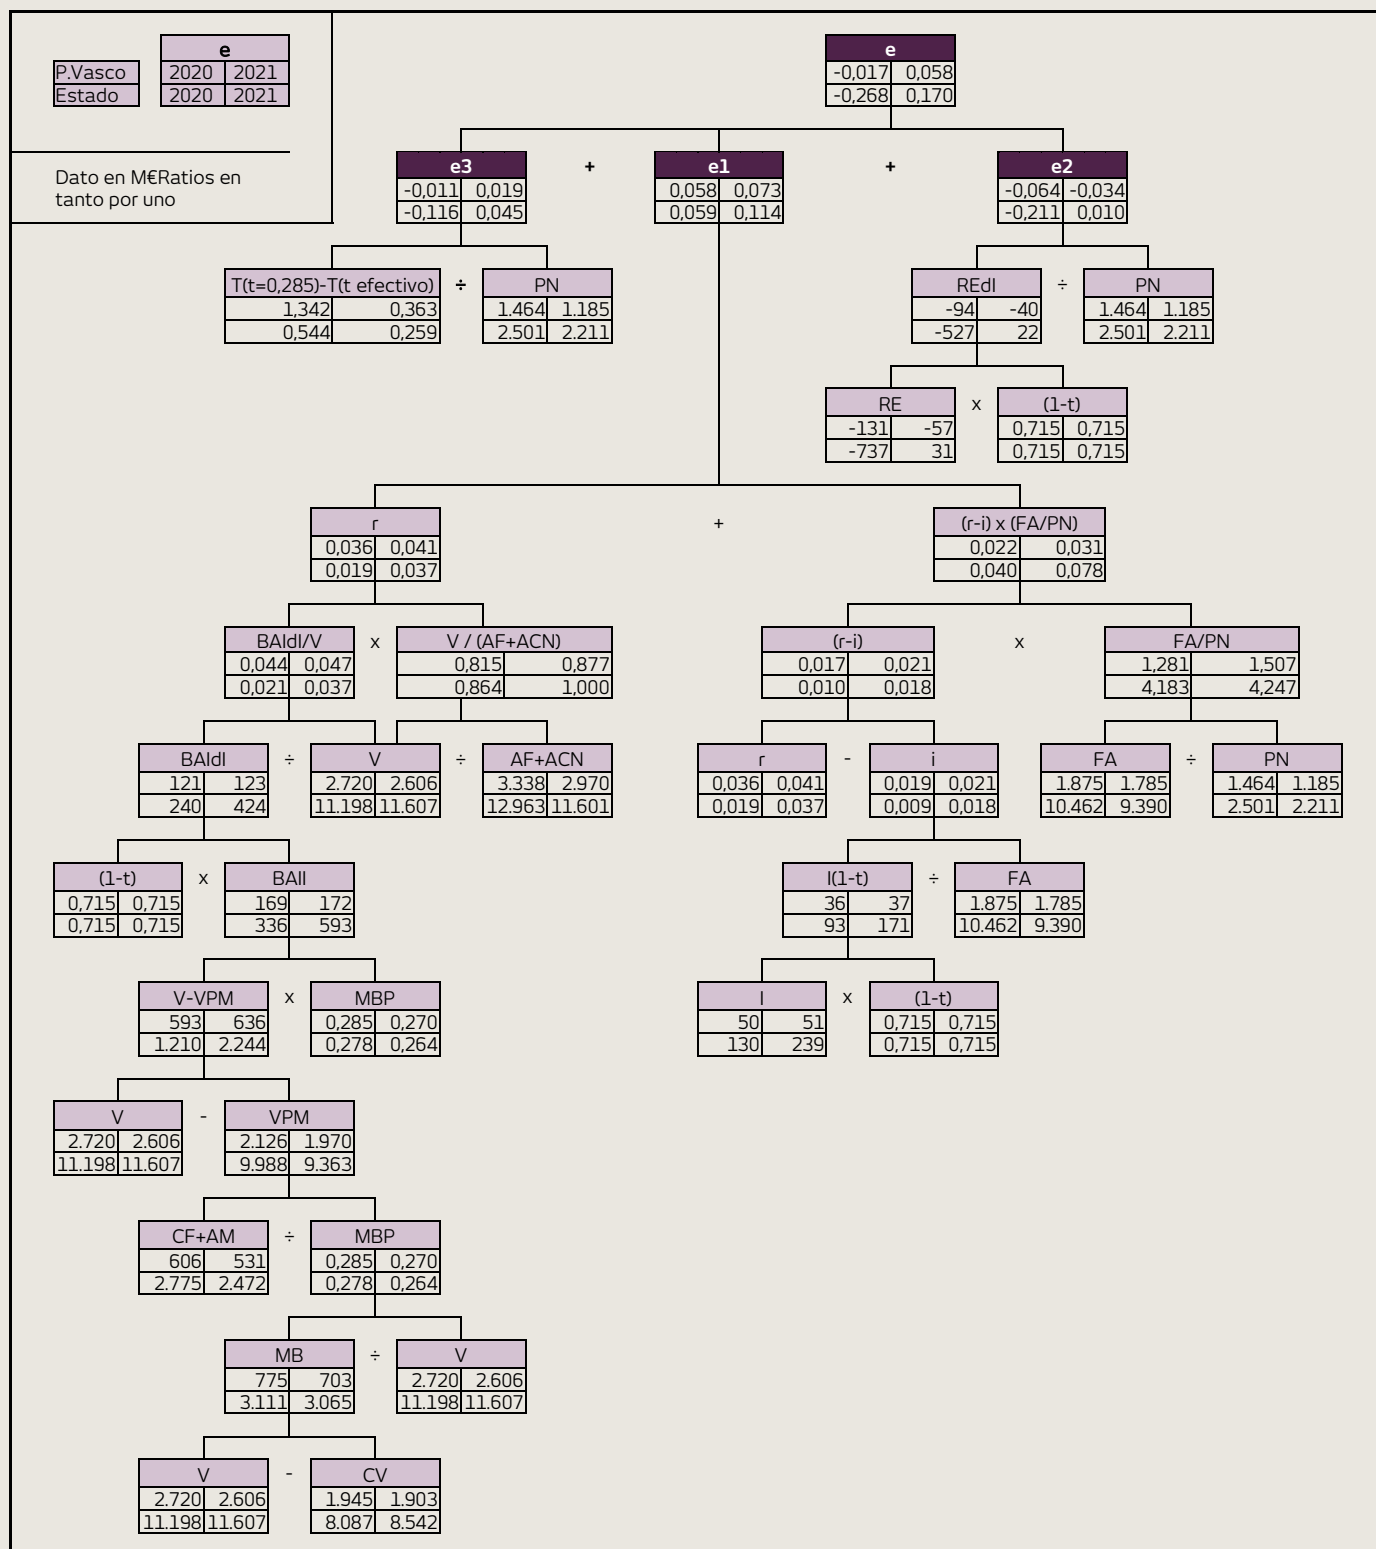 e
P.Vasco 2020 2021
Estado 2020 2021
Dato en M€Ratios en
tanto por uno
e
-0,017 0,058
-0,268 0,170
e3 + e1 + e2
-0,011 0,019 0,058 0,073 -0,064 -0,034
-0,116 0,045 0,059 0,114 -0,211 0,010
T(t=0,285)-T(t efectivo) ÷ PN REdI ÷ PN
1,342 0,363 1.464 1.185 -94 -40 1.464 1.185
0,544 0,259 2.501 2.211 -527 22 2.501 2.211
RE x (1-t)
-131 -57 0,715 0,715
-737 31 0,715 0,715
r + (r-i) x (FA/PN)
0,036 0,041 0,022 0,031
0,019 0,037 0,040 0,078
BAIdI/V x V / (AF+ACN) (r-i) x FA/PN
0,044 0,047 0,815 0,877 0,017 0,021 1,281 1,507
0,021 0,037 0,864 1,000 0,010 0,018 4,183 4,247
BAIdI ÷ V ÷ AF+ACN r - i FA ÷ PN
121 123 2.720 2.606 3.338 2.970 0,036 0,041 0,019 0,021 1.875 1.785 1.464 1.185
240 424 11.198 11.607 12.963 11.601 0,019 0,037 0,009 0,018 10.462 9.390 2.501 2.211
(1-t) x BAII I(1-t) ÷ FA
0,715 0,715 169 172 36 37 1.875 1.785
0,715 0,715 336 593 93 171 10.462 9.390
V-VPM x MBP I x (1-t)
593 636 0,285 0,270 50 51 0,715 0,715
1.210 2.244 0,278 0,264 130 239 0,715 0,715
V - VPM
2.720 2.606 2.126 1.970
11.198 11.607 9.988 9.363
CF+AM ÷ MBP
606 531 0,285 0,270
2.775 2.472 0,278 0,264
MB ÷ V
775 703 2.720 2.606
3.111 3.065 11.198 11.607
V - CV
2.720 2.606 1.945 1.903
11.198 11.607 8.087 8.542